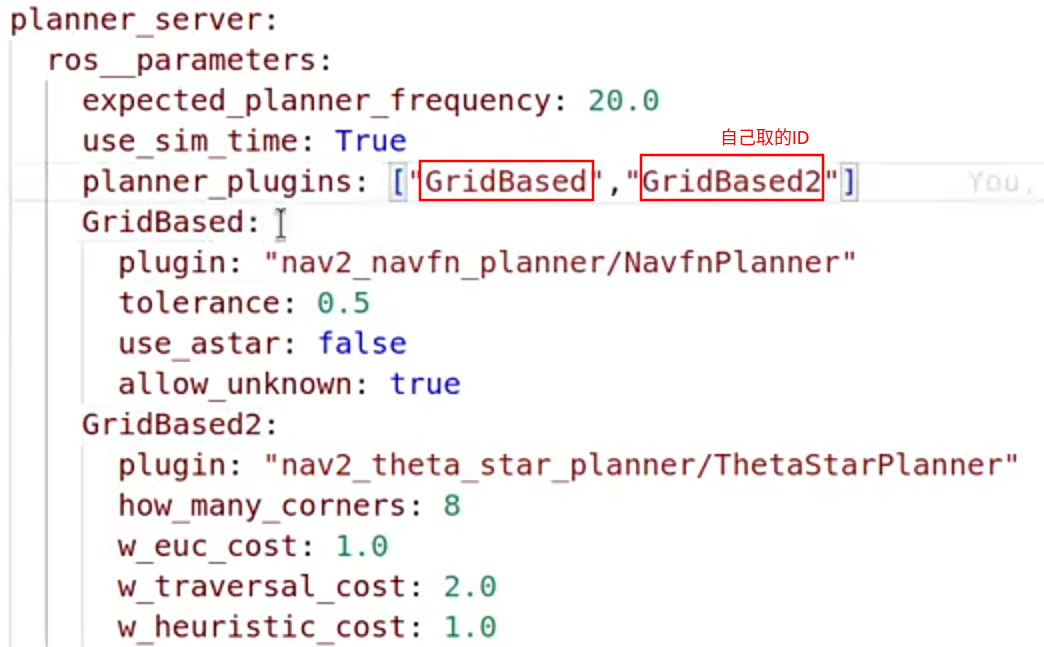 planner_server:
ros__parameters:
expected_planner_frequency: 20.0
use_sim_time: True
自己取的ID
planner_plugins: ["GridBased","GridBased2"] You,
GridBased:
plugin: "nav2_navfn_planner/NavfnPlanner"
tolerance: 0.5
use_astar: false
allow_unknown: true
GridBased2:
plugin: "nav2_theta_star_planner/ThetaStarPlanner"
how_many_corners: 8
w_euc_cost: 1.0
w_traversal_cost: 2.0
w_heuristic_cost: 1.0